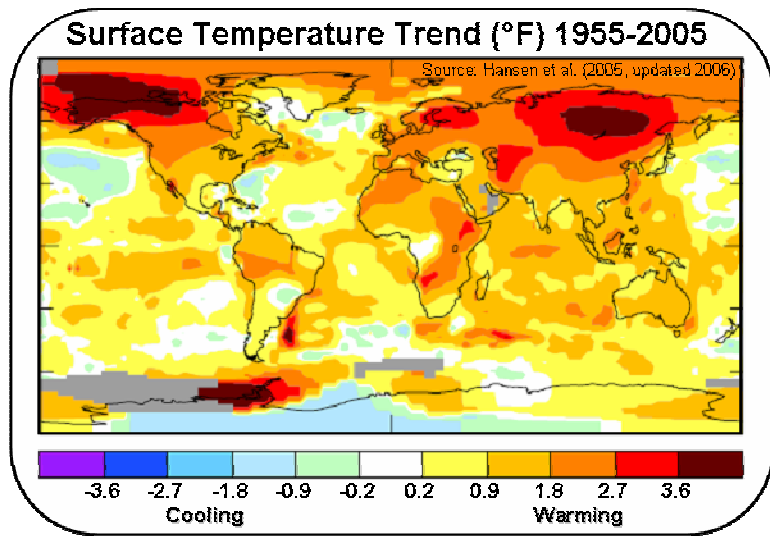 Surface Temperature Trend (°F) 1955-2005
Source: Hansen et al. (2005, updated 2006)
-3.6 -2.7 -1.8 -0.9 -0.2 0.2 0.9 1.8 2.7 3.6
Cooling Warming